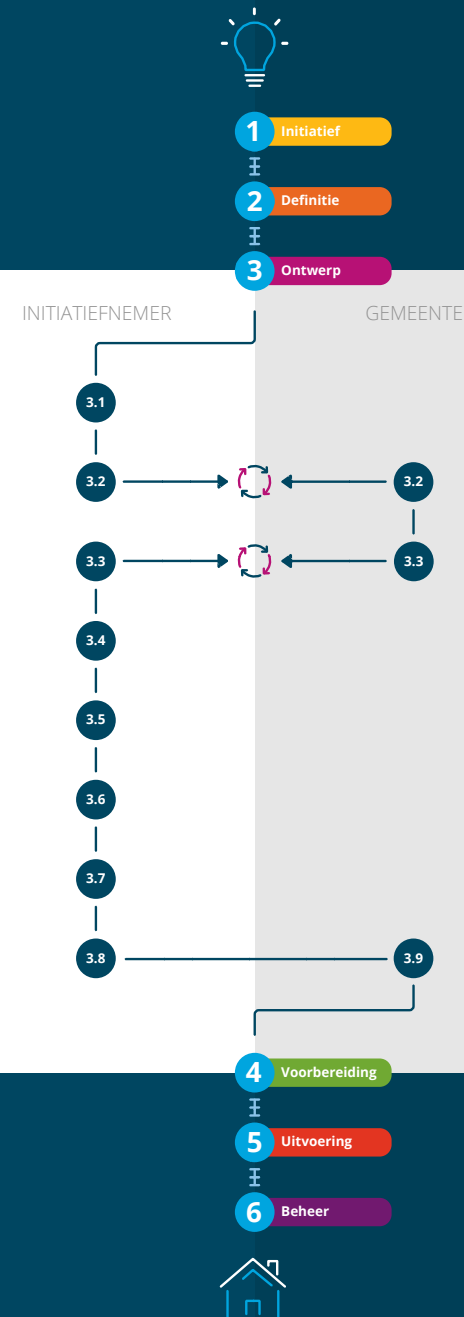 1 Initiatief
2 Definitie
3 Ontwerp
INITIATIEFNEMER GEMEENTE
3.1
3.2 3.2
3.3 3.3
3.4
3.5
3.6
3.7
3.8 3.9
4 Voorbereiding
5 Uitvoering
6 Beheer